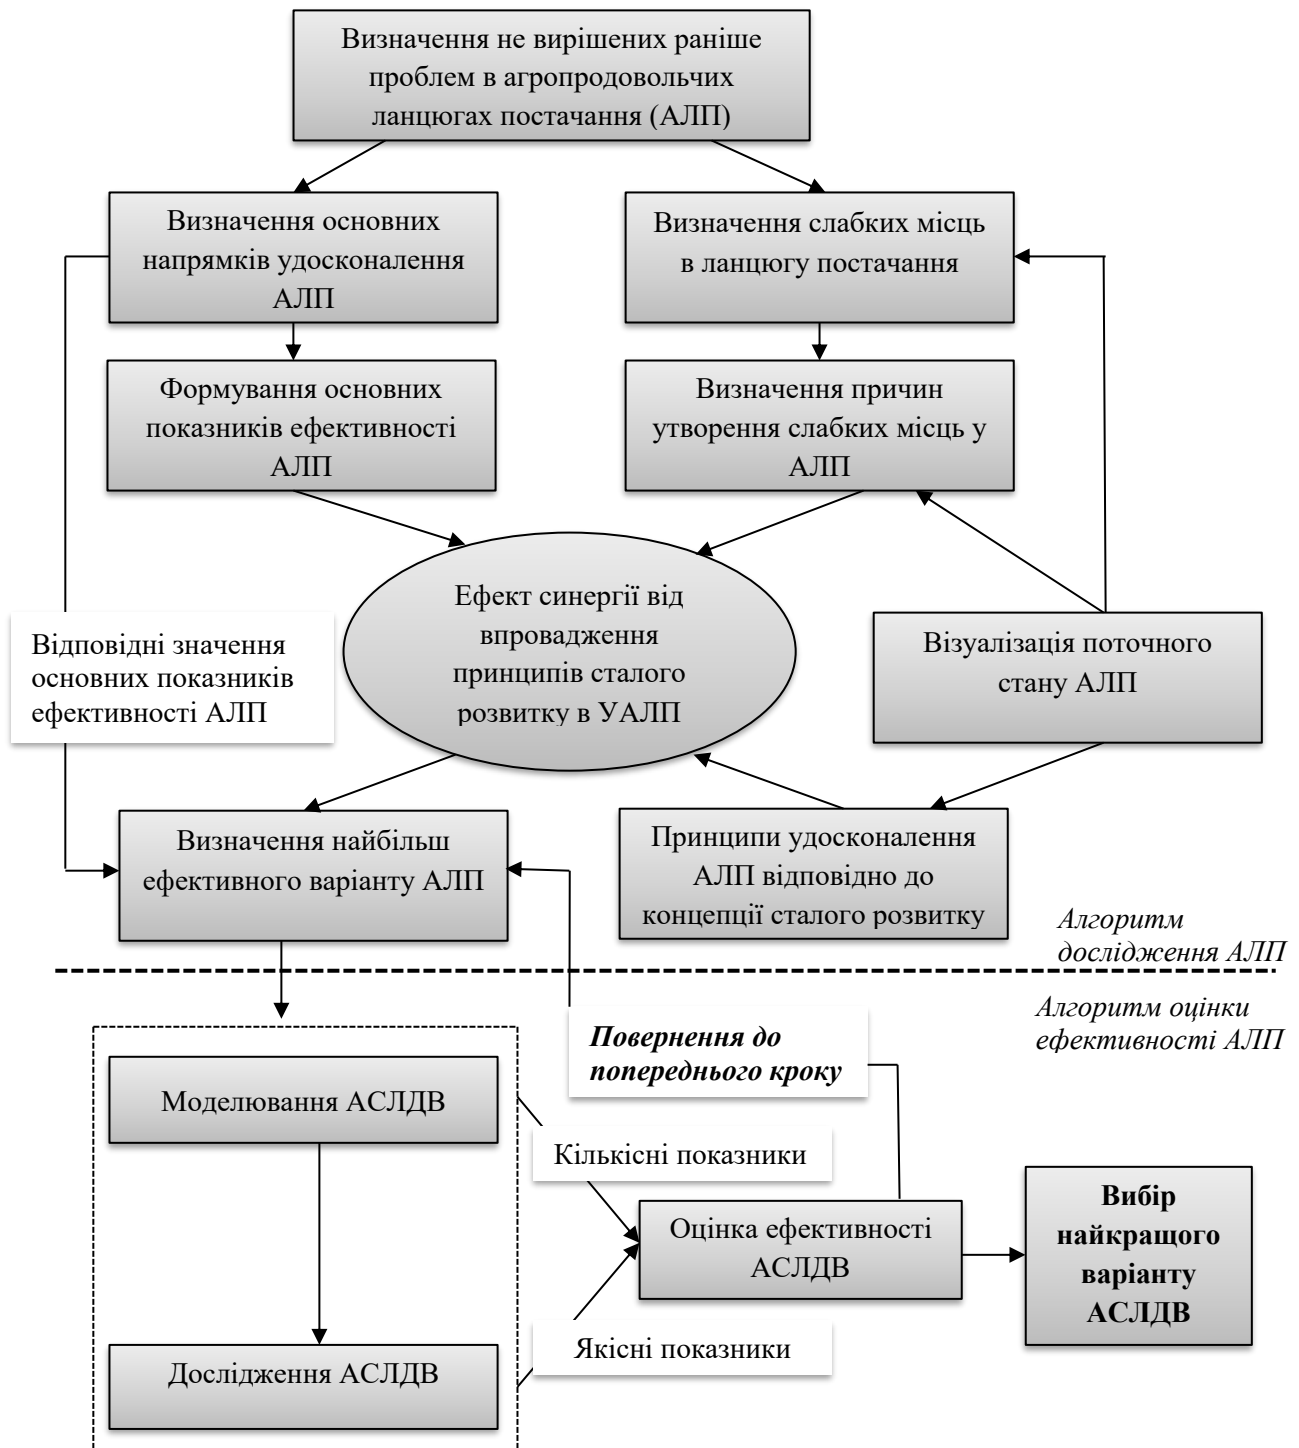 Визначення не вирішених раніше
проблем в агропродовольчих
ланцюгах постачання (АЛП)
Визначення основних
напрямків удосконалення
АЛП
Визначення слабких місць
в ланцюгу постачання
Формування основних
показників ефективності
АЛП
Визначення причин
утворення слабких місць у
АЛП
Ефект синергії від
впровадження
принципів сталого
розвитку в УАЛП
Відповідні значення
основних показників
ефективності АЛП
Візуалізація поточного
стану АЛП
Визначення найбільш
ефективного варіанту АЛП
Принципи удосконалення
АЛП відповідно до
концепції сталого розвитку
Алгоритм
дослідження АЛП
Алгоритм оцінки
ефективності АЛП
Повернення до
попереднього кроку
Моделювання АСЛДВ
Кількісні показники
Оцінка ефективності
АСЛДВ
Вибір
найкращого
варіанту
АСЛДВ
Якісні показники
Дослідження АСЛДВ